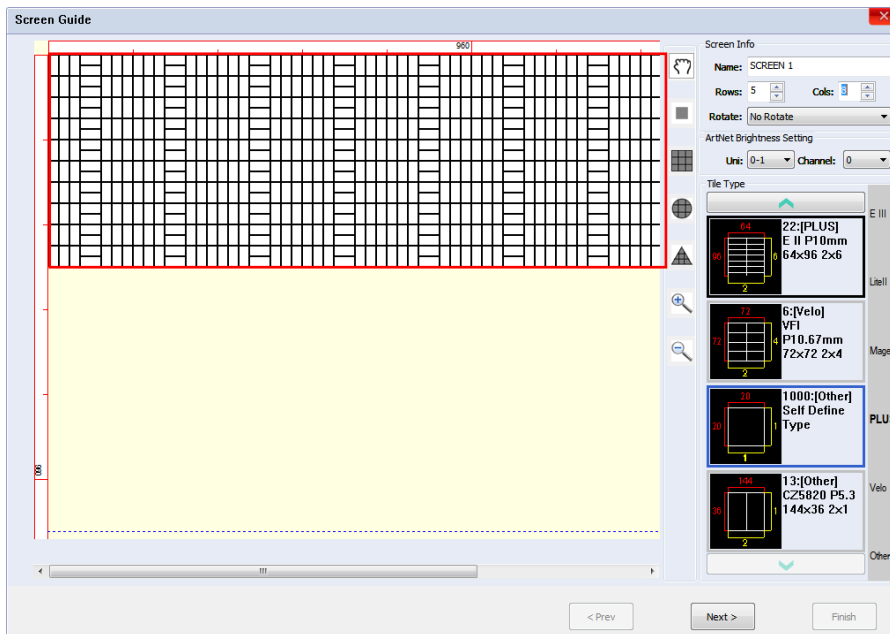 Screen Guide
960
960
Screen Info
Name: SCREEN 1
Rows: 5 Cols: 8
Rotate: No Rotate
ArtNet Brightness Setting
Uni: 0-1 Channel: 0
Tile Type
64
96
6
2
22:[PLUS]
E II P10mm
64x96 2x6
72
72
4
2
6:[Velo]
VFI
P10.67mm
72x72 2x4
20
20
1
1
1000:[Other]
Self Define
Type
144
36
1
2
13:[Other]
CZ5820 P5.3
144x36 2x1
E III
LiteII
Mage
PLU
Velo
Other
< Prev
Next >
Finish